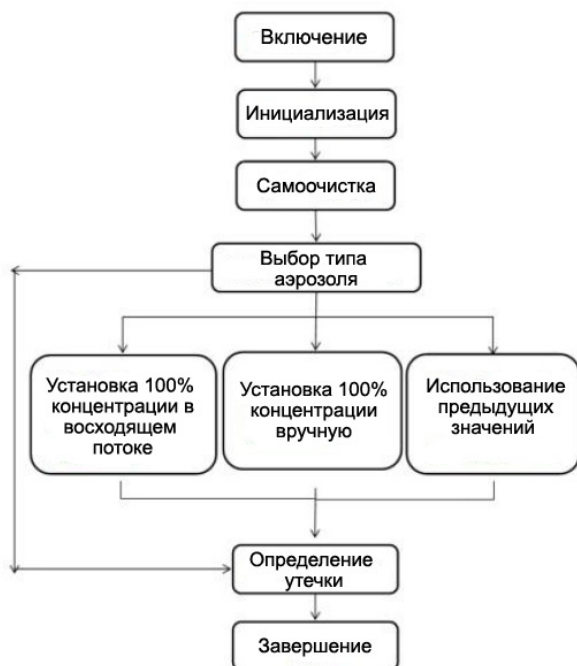 Включение
Инициализация
Самоочистка
Выбор типа
аэрозоля
Установка 100%
концентрации в
восходящем
потоке
Установка 100%
концентрации
вручную
Использование
предыдущих
значений
Определение
утечки
Завершение